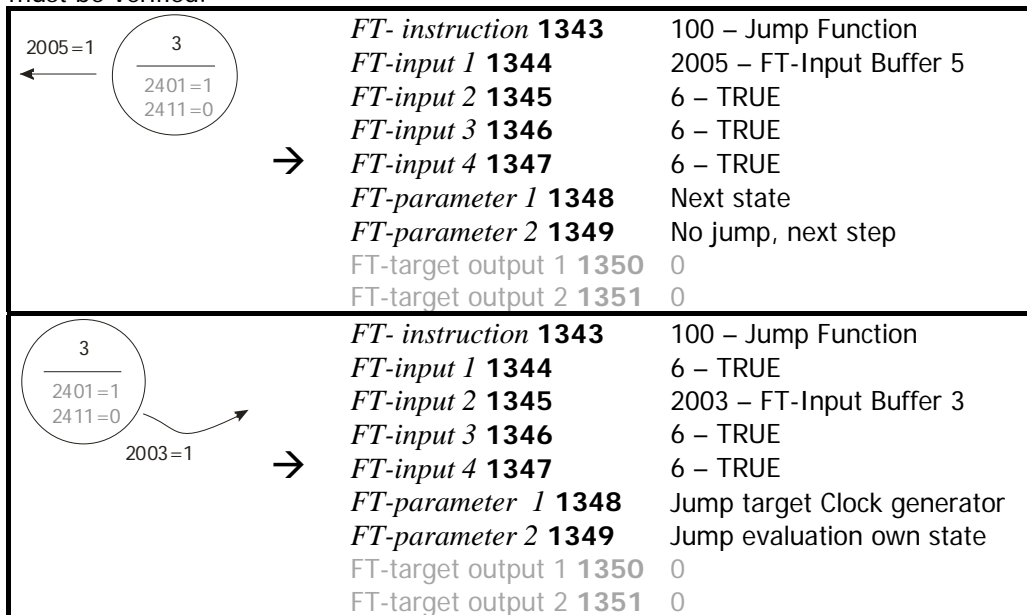 must be verified.
2005=1
3
2401=1
2411=0
→
FT- instruction 1343 100 – Jump Function
FT-input 1 1344 2005 – FT-Input Buffer 5
FT-input 2 1345 6 – TRUE
FT-input 3 1346 6 – TRUE
FT-input 4 1347 6 – TRUE
FT-parameter 1 1348 Next state
FT-parameter 2 1349 No jump, next step
FT-target output 1 1350 0
FT-target output 2 1351 0
3
2401=1
2411=0
2003=1
→
FT- instruction 1343 100 – Jump Function
FT-input 1 1344 6 – TRUE
FT-input 2 1345 2003 – FT-Input Buffer 3
FT-input 3 1346 6 – TRUE
FT-input 4 1347 6 – TRUE
FT-parameter 1 1348 Jump target Clock generator
FT-parameter 2 1349 Jump evaluation own state
FT-target output 1 1350 0
FT-target output 2 1351 0